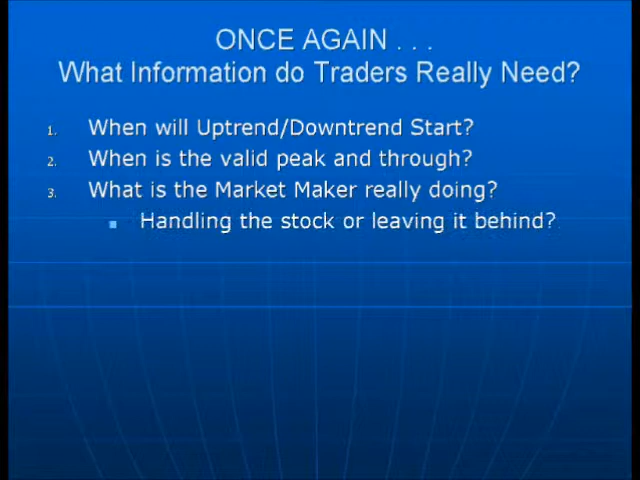 ONCE AGAIN . . .
What Information do Traders Really Need?
1. When will Uptrend/Downtrend Start?
2. When is the valid peak and through?
3. What is the Market Maker really doing?
Handling the stock or leaving it behind?